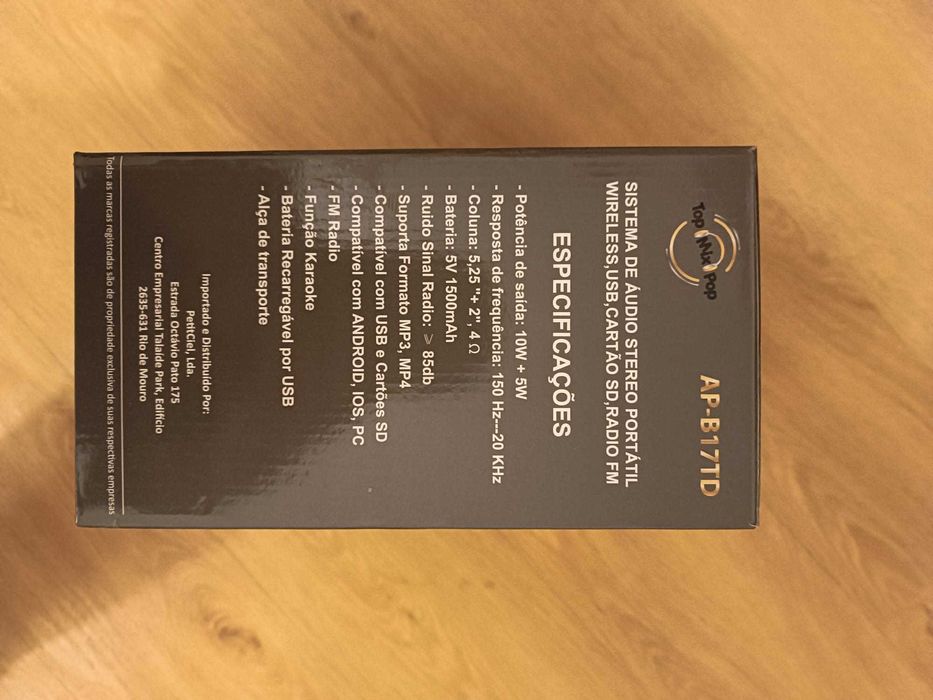 Top Mix Pop
AP-B17TD
SISTEMA DE ÁUDIO STEREO PORTÁTIL
WIRELESS,USB,CARTÃO SD,RADIO FM
ESPECIFICAÇÕES
- Potência de saída: 10W + 5W
- Resposta de frequência: 150 Hz---20 KHz
- Coluna: 5,25 "+ 2", 4 Ω
- Bateria: 5V 1500mAh
- Ruido Sinal Radio: > 85db
- Suporta Formato MP3, MP4
- Compatível com USB e Cartões SD
- Compatível com ANDROID, IOS, PC
- FM Radio
- Função Karaoke
- Bateria Recarregável por USB
- Alça de transporte
Importado e Distribuído Por:
PetitCiel, Lda.
Estrada Octávio Pato 175
Centro Empresarial Talaíde Park, Edifício
2635-631 Rio de Mouro
Todas as marcas registradas são de propriedade exclusiva de suas respectivas empresas